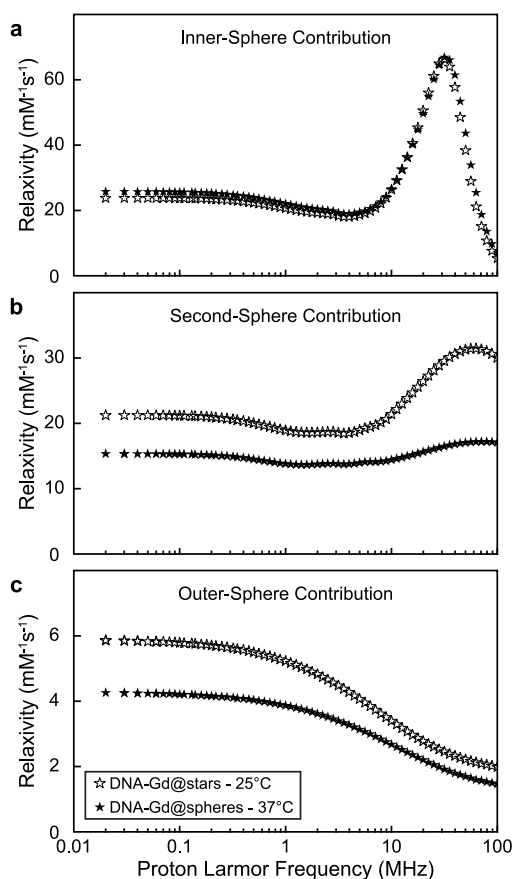 a
Inner-Sphere Contribution
Relaxivity (mM⁻¹s⁻¹)
60
40
20
0
b
Second-Sphere Contribution
Relaxivity (mM⁻¹s⁻¹)
30
20
10
0
c
Outer-Sphere Contribution
Relaxivity (mM⁻¹s⁻¹)
6
4
2
0
☆ DNA-Gd@stars - 25°C
★ DNA-Gd@spheres - 37°C
0.01 0.1 1 10 100
Proton Larmor Frequency (MHz)